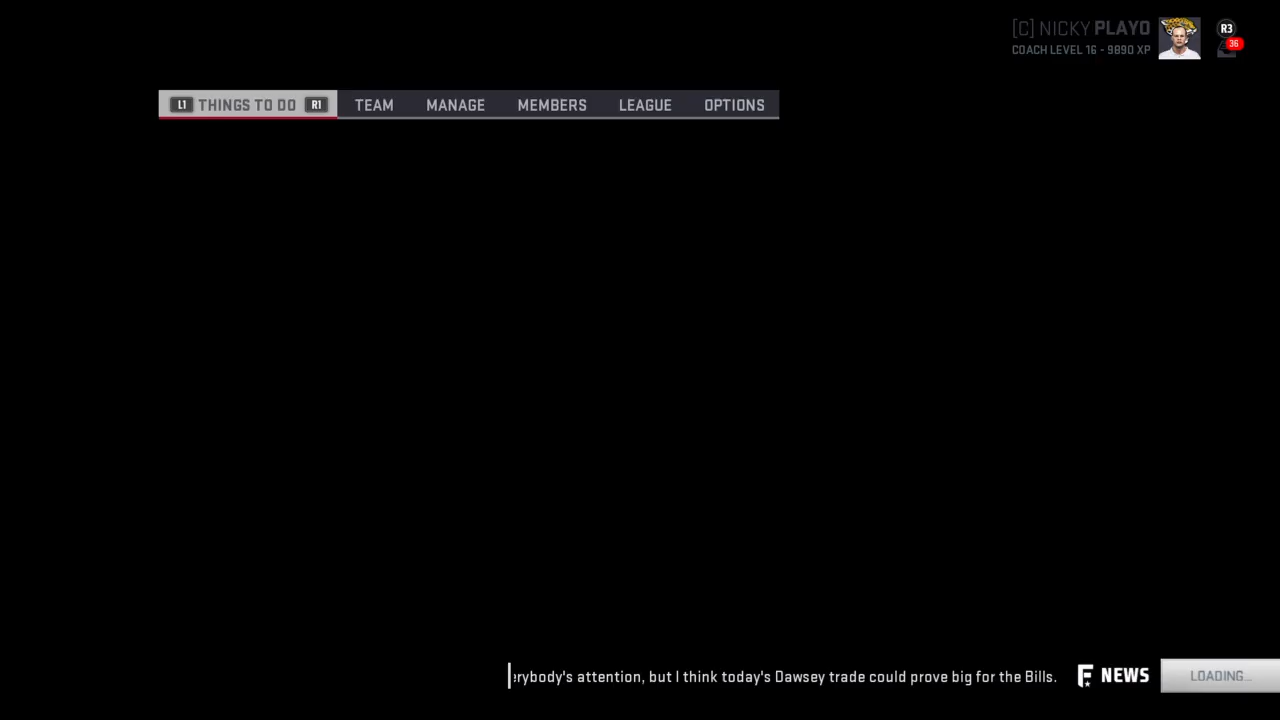 [C] NICKY PLAYO
COACH LEVEL 16 - 9890 XP
R3
36
L1 THINGS TO DO R1 TEAM MANAGE MEMBERS LEAGUE OPTIONS
erybody's attention, but I think today's Dawsey trade could prove big for the Bills.
NEWS
LOADING...